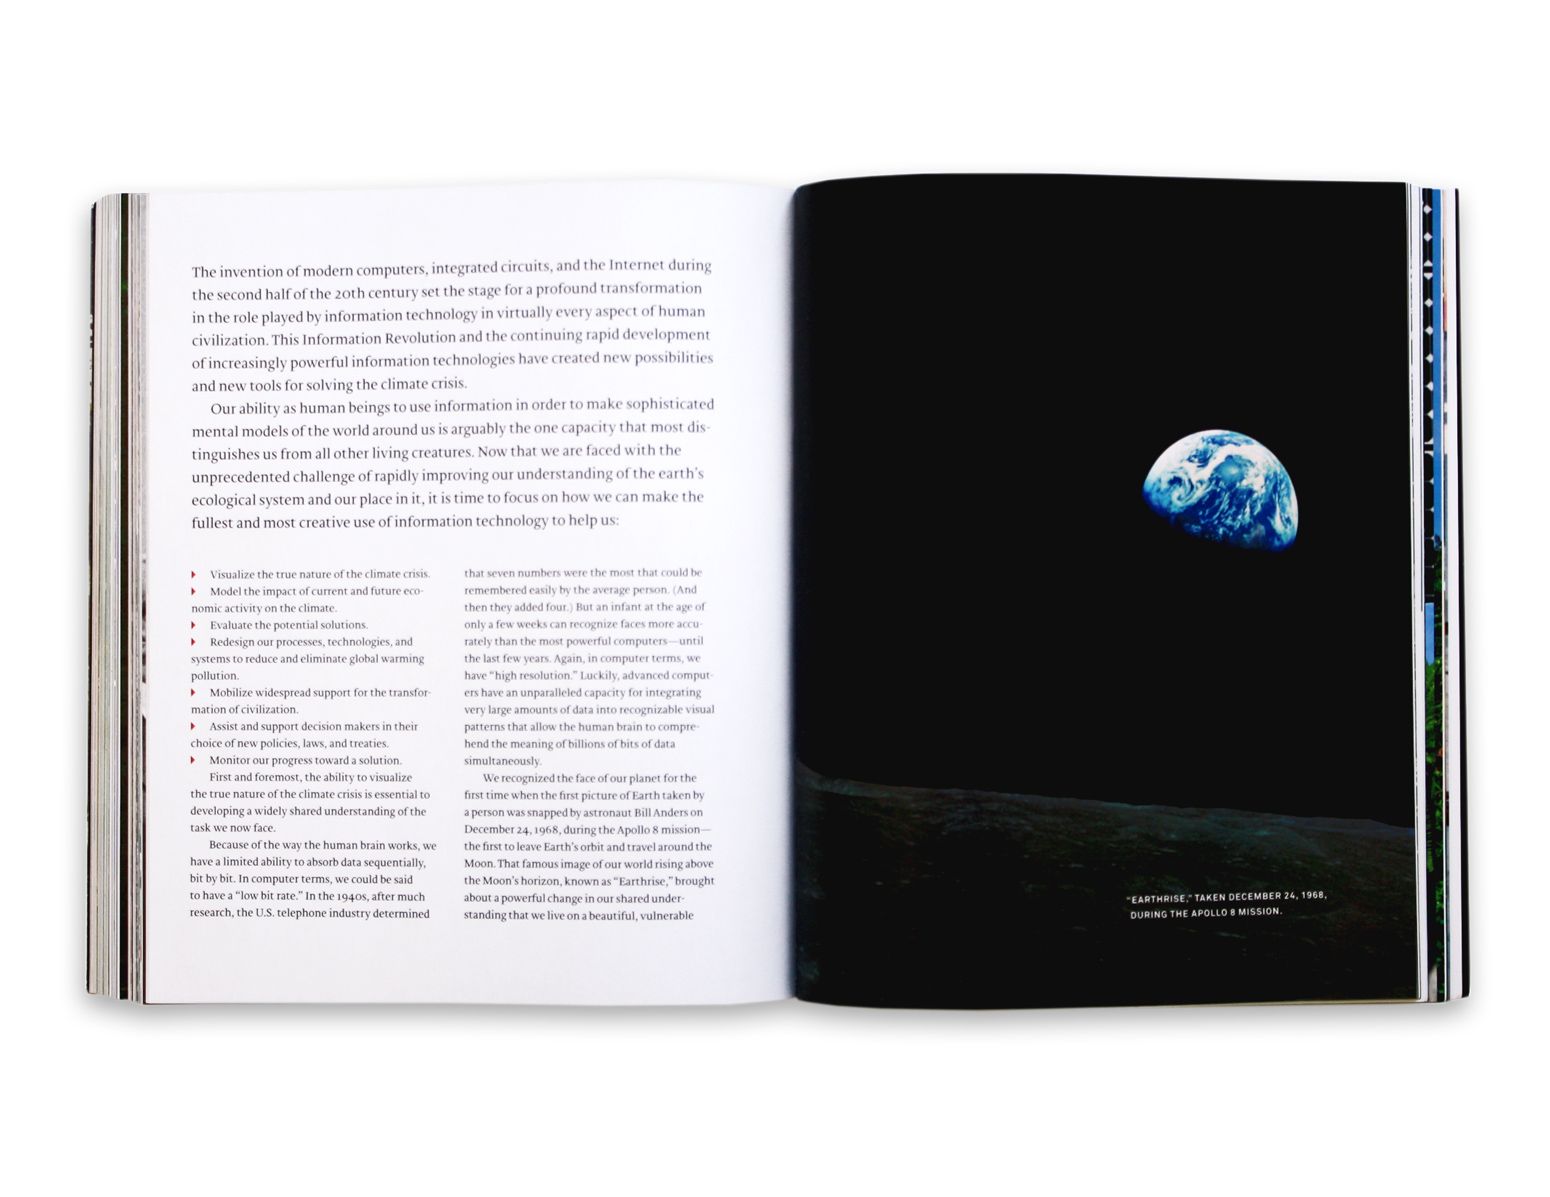 The invention of modern computers, integrated circuits, and the Internet during
the second half of the 20th century set the stage for a profound transformation
in the role played by information technology in virtually every aspect of human
civilization. This Information Revolution and the continuing rapid development
of increasingly powerful information technologies have created new possibilities
and new tools for solving the climate crisis.
Our ability as human beings to use information in order to make sophisticated
mental models of the world around us is arguably the one capacity that most dis-
tinguishes us from all other living creatures. Now that we are faced with the
unprecedented challenge of rapidly improving our understanding of the earth's
ecological system and our place in it, it is time to focus on how we can make the
fullest and most creative use of information technology to help us:
Visualize the true nature of the climate crisis.
Model the impact of current and future eco-
nomic activity on the climate.
Evaluate the potential solutions.
Redesign our processes, technologies, and
systems to reduce and eliminate global warming
pollution.
Mobilize widespread support for the transfor-
mation of civilization.
Assist and support decision makers in their
choice of new policies, laws, and treaties.
Monitor our progress toward a solution.
First and foremost, the ability to visualize
the true nature of the climate crisis is essential to
developing a widely shared understanding of the
task we now face.
Because of the way the human brain works, we
have a limited ability to absorb data sequentially,
bit by bit. In computer terms, we could be said
to have a "low bit rate." In the 1940s, after much
research, the U.S. telephone industry determined
that seven numbers were the most that could be
remembered easily by the average person. (And
then they added four.) But an infant at the age of
only a few weeks can recognize faces more accu-
rately than the most powerful computers—until
the last few years. Again, in computer terms, we
have "high resolution." Luckily, advanced comput-
ers have an unparalleled capacity for integrating
very large amounts of data into recognizable visual
patterns that allow the human brain to compre-
hend the meaning of billions of bits of data
simultaneously.
We recognized the face of our planet for the
first time when the first picture of Earth taken by
a person was snapped by astronaut Bill Anders on
December 24, 1968, during the Apollo 8 mission—
the first to leave Earth's orbit and travel around the
Moon. That famous image of our world rising above
the Moon's horizon, known as "Earthrise," brought
about a powerful change in our shared under-
standing that we live on a beautiful, vulnerable
"EARTHRISE," TAKEN DECEMBER 24, 1968,
DURING THE APOLLO 8 MISSION.